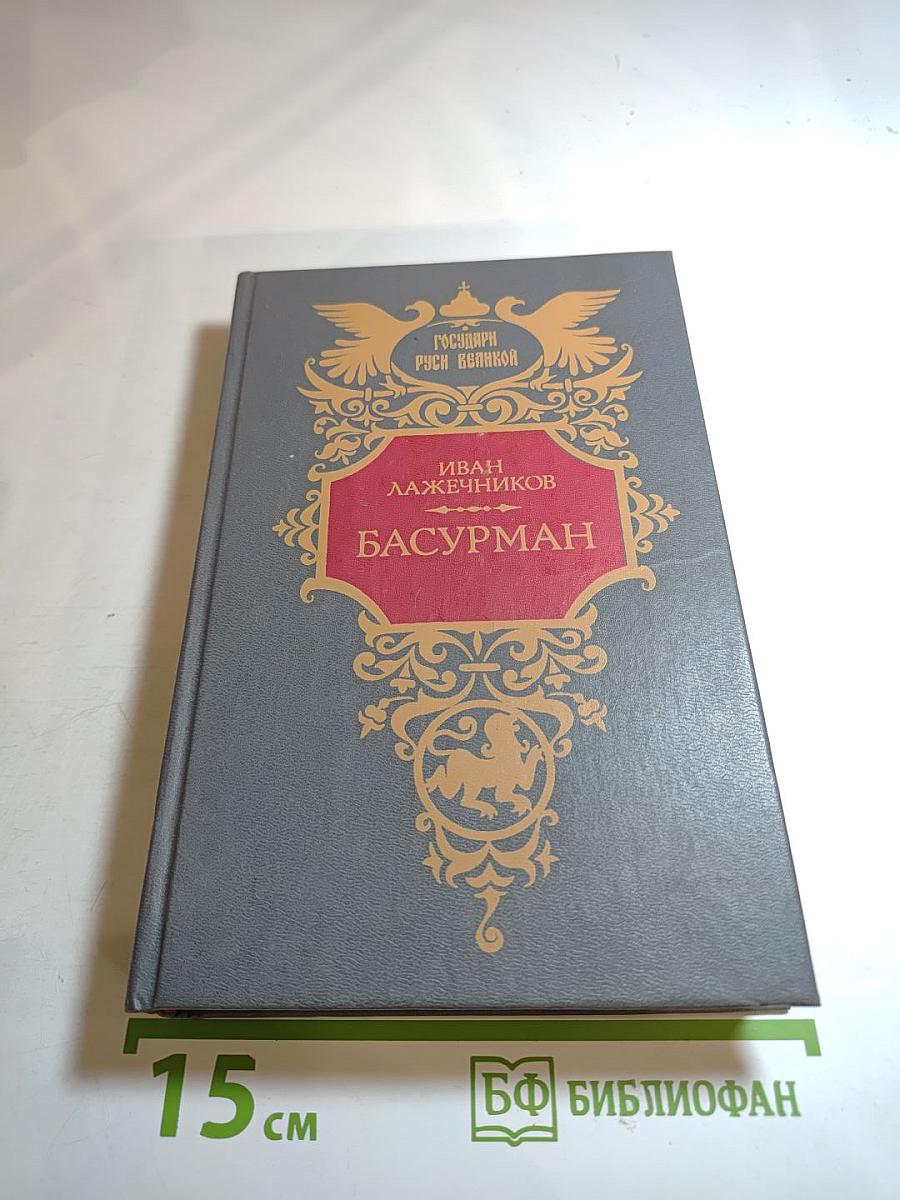 ГОСУДАРИ
РУСИ ВЕЛИКОЙ
ИВАН
ЛАЖЕЧНИКОВ
БАСУРМАН
15 СМ
БФ БИБЛИОФАН